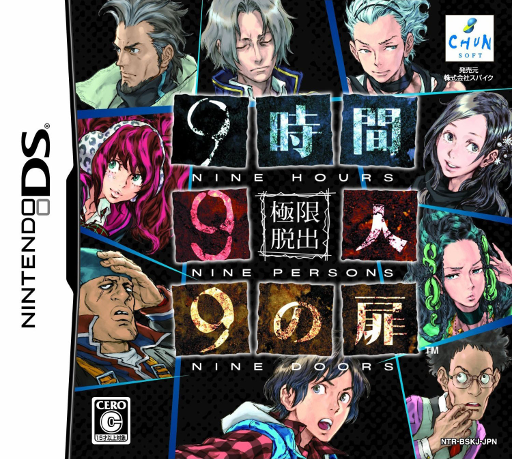 CHUN
SOFT
発売元
株式会社スパイク
NINTENDO DS
9時間
NINE HOURS
9 極限脱出 人
NINE PERSONS
9の扉
NINE DOORS
TM
CERO
C
NTR-BSKJ-JPN